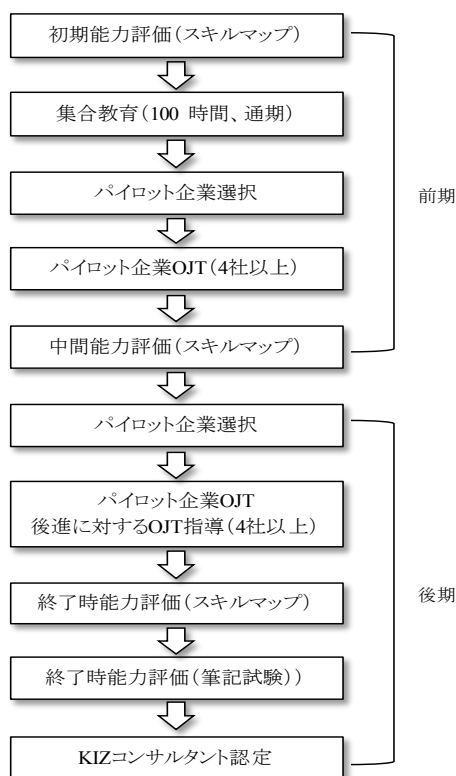 初期能力評価(スキルマップ)
集合教育(100 時間、通期)
パイロット企業選択
前期
パイロット企業OJT(4社以上)
中間能力評価(スキルマップ)
パイロット企業選択
パイロット企業OJT
後進に対するOJT指導(4社以上)
後期
終了時能力評価(スキルマップ)
終了時能力評価(筆記試験))
KIZコンサルタント認定